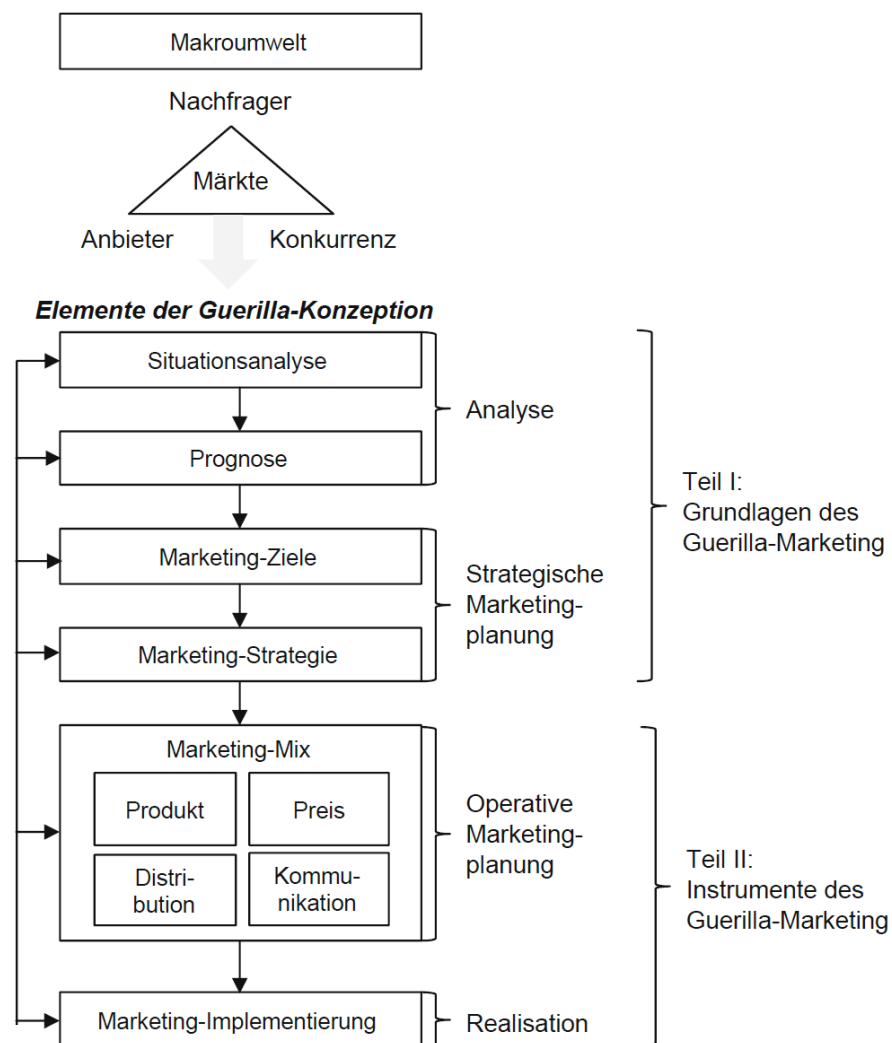 Makroumwelt
Nachfrager
Märkte
Anbieter
Konkurrenz
Elemente der Guerilla-Konzeption
Situationsanalyse
Analyse
Prognose
Teil I:
Grundlagen des
Guerilla-Marketing
Marketing-Ziele
Strategische
Marketing-
planung
Marketing-Strategie
Marketing-Mix
Produkt
Preis
Distri-
bution
Kommu-
nikation
Operative
Marketing-
planung
Teil II:
Instrumente des
Guerilla-Marketing
Marketing-Implementierung
Realisation